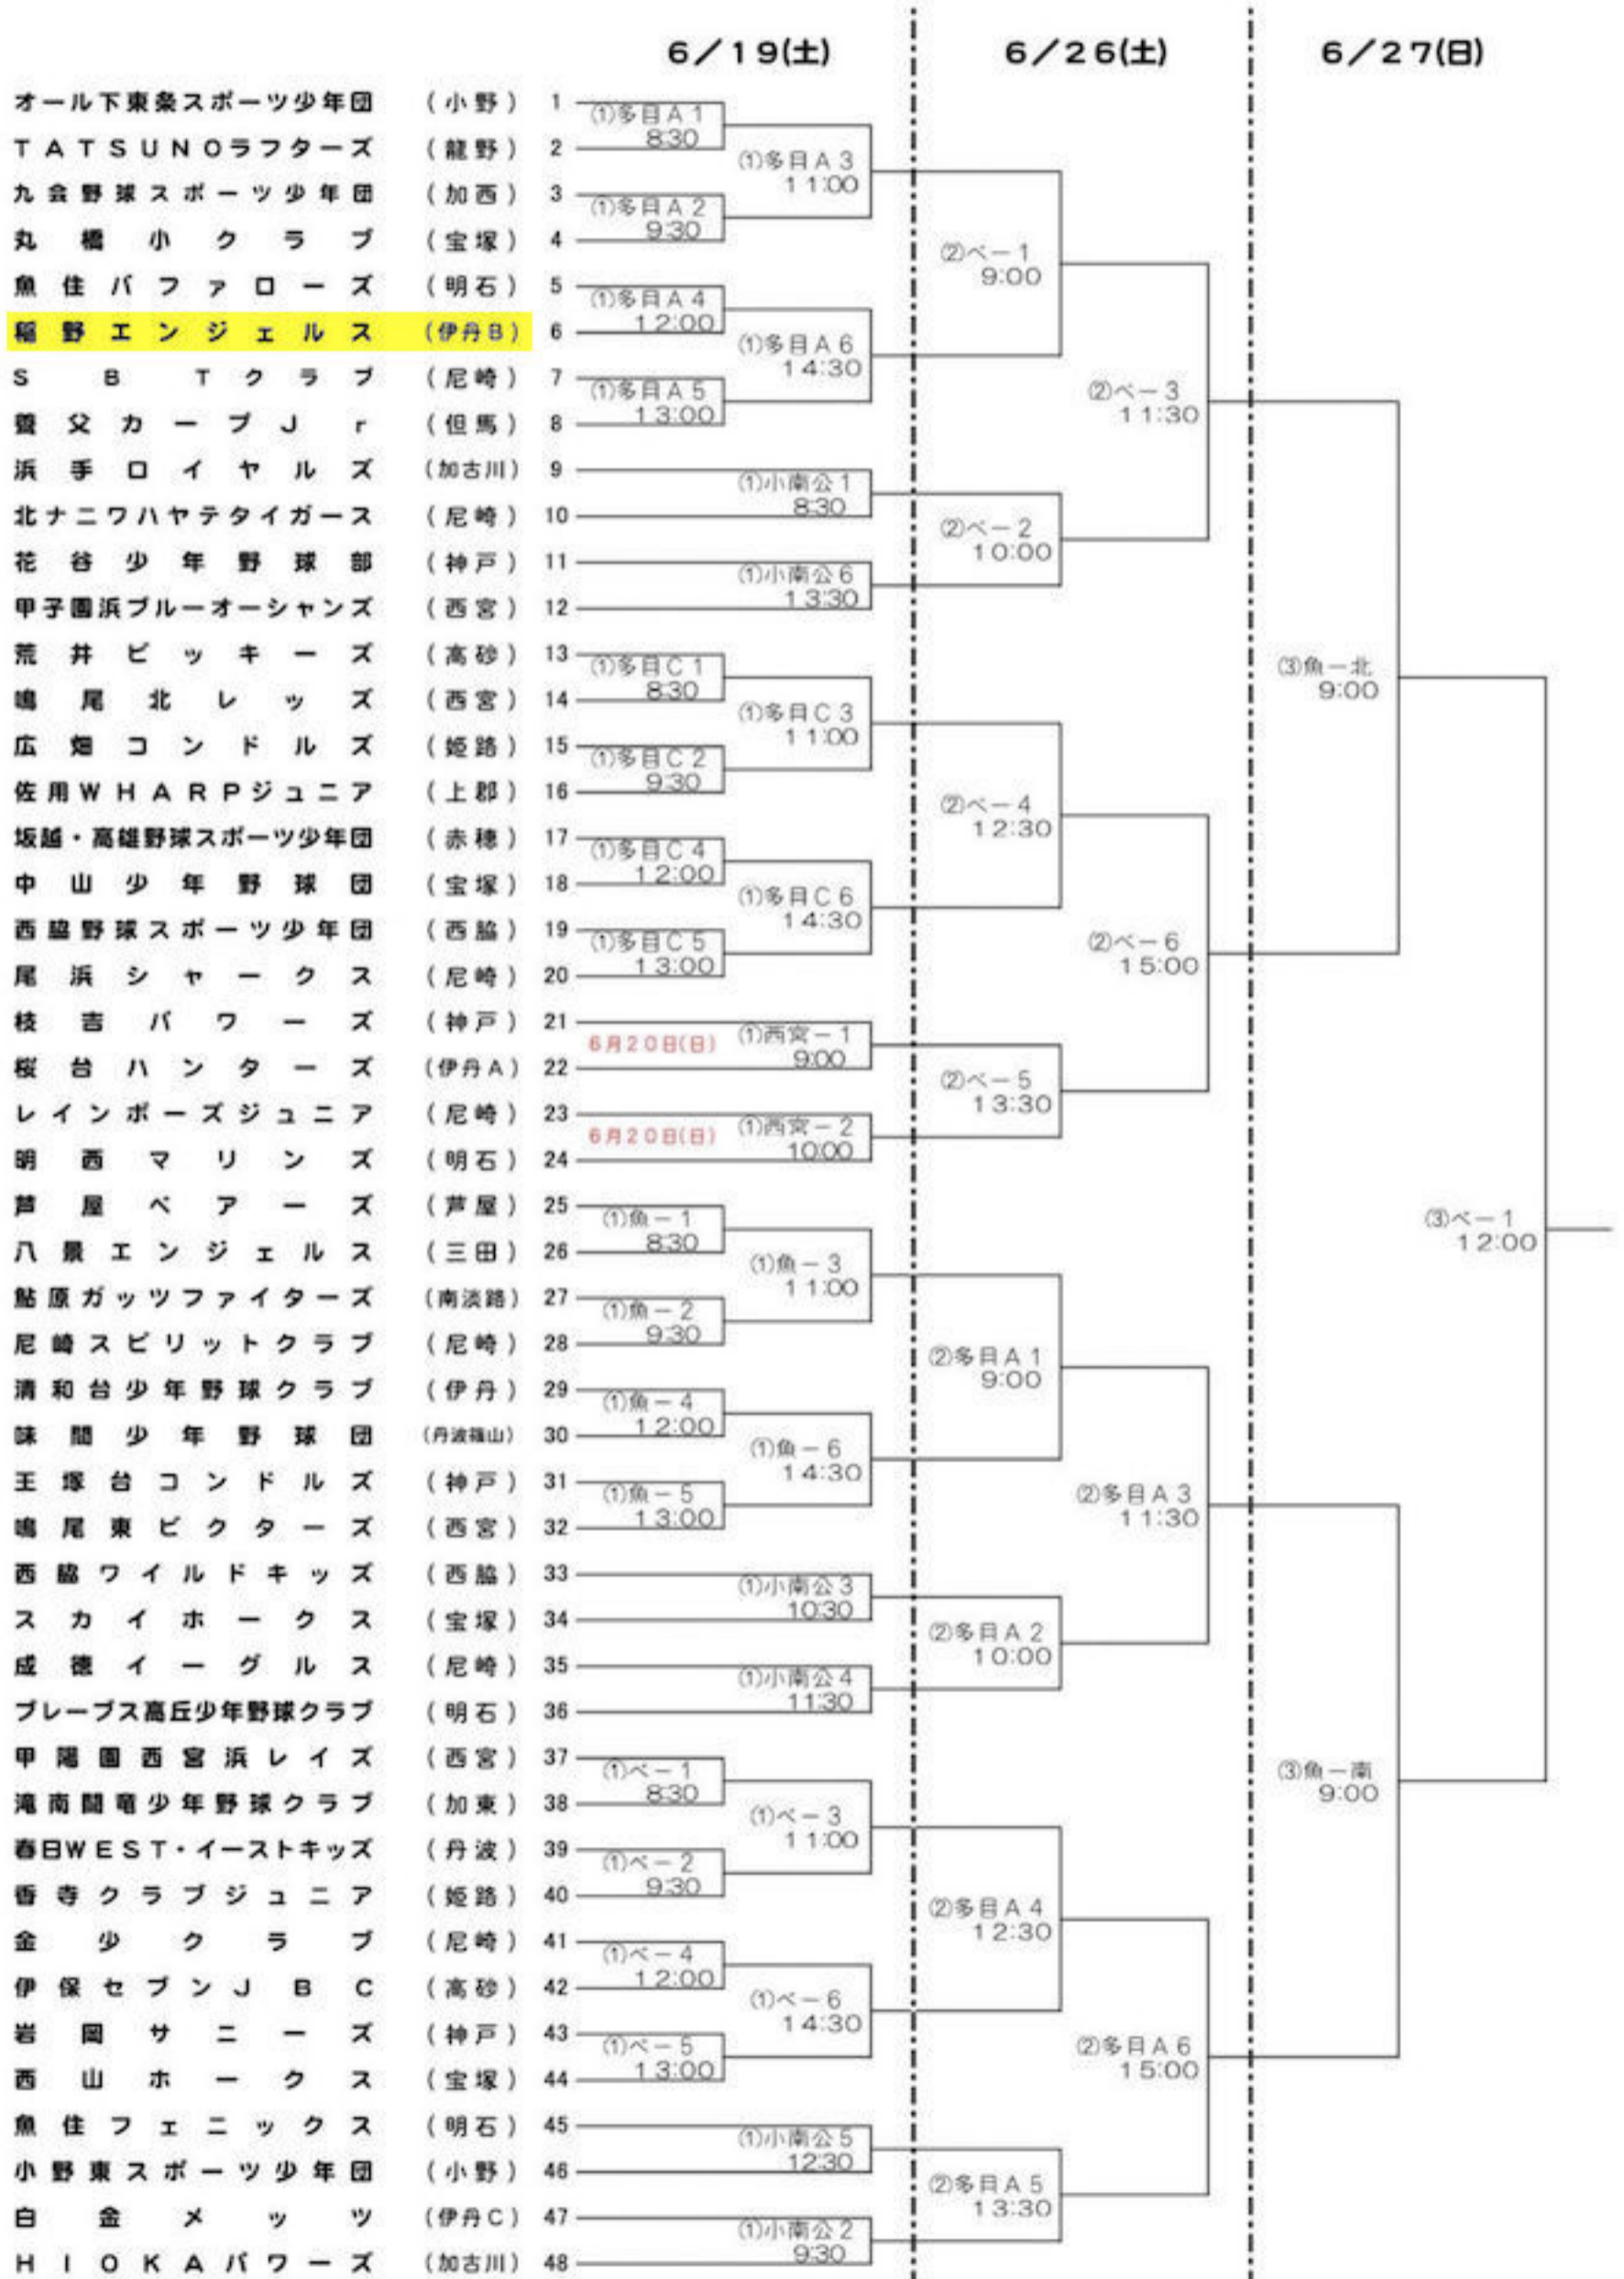 6／19(土) 6／26(土) 6／27(日)
オール下東条スポーツ少年団 (小野) 1
①多目A1
8:30
TATSUNOラフターズ (龍野) 2
①多目A3
11:00
九会野球スポーツ少年団 (加西) 3
①多目A2
9:30
丸橋小クラブ (宝塚) 4
②ベー1
9:00
魚住バファローズ (明石) 5
①多目A4
12:00
稲野エンジェルス (伊丹B) 6
①多目A6
14:30
SBTクラブ (尼崎) 7
①多目A5
13:00
②ベー3
11:30
養父カープJr (但馬) 8
浜手ロイヤルズ (加古川) 9
①小南公1
8:30
北ナニワハヤテタイガース (尼崎) 10
②ベー2
10:00
花谷少年野球部 (神戸) 11
①小南公6
13:30
甲子園浜ブルーオーシャンズ (西宮) 12
荒井ビッキーズ (高砂) 13
①多目C1
8:30
③魚ー北
9:00
鳴尾北レッズ (西宮) 14
①多目C3
11:00
広畑コンドルズ (姫路) 15
①多目C2
9:30
佐用WHARPジュニア (上郡) 16
②ベー4
12:30
坂越・高雄野球スポーツ少年団 (赤穂) 17
①多目C4
12:00
中山少年野球団 (宝塚) 18
①多目C6
14:30
西脇野球スポーツ少年団 (西脇) 19
①多目C5
13:00
②ベー6
15:00
尾浜シャークス (尼崎) 20
枝吉パワーズ (神戸) 21
6月20日(日) ①西宮ー1
9:00
桜台ハンターズ (伊丹A) 22
②ベー5
13:30
レインボーズジュニア (尼崎) 23
6月20日(日) ①西宮ー2
10:00
明西マリンズ (明石) 24
芦屋ベアーズ (芦屋) 25
①魚ー1
8:30
③ベー1
12:00
八景エンジェルス (三田) 26
①魚ー3
11:00
鮎原ガッツファイターズ (南淡路) 27
①魚ー2
9:30
尼崎スピリットクラブ (尼崎) 28
②多目A1
9:00
清和台少年野球クラブ (伊丹) 29
①魚ー4
12:00
味間少年野球団 (丹波篠山) 30
①魚ー6
14:30
王塚台コンドルズ (神戸) 31
①魚ー5
13:00
②多目A3
11:30
鳴尾東ビクターズ (西宮) 32
西脇ワイルドキッズ (西脇) 33
①小南公3
10:30
スカイホークス (宝塚) 34
②多目A2
10:00
成徳イーグルス (尼崎) 35
①小南公4
11:30
ブレーブス高丘少年野球クラブ (明石) 36
甲陽園西宮浜レイズ (西宮) 37
①ベー1
8:30
③魚ー南
9:00
滝南闘竜少年野球クラブ (加東) 38
①ベー3
11:00
春日WEST・イーストキッズ (丹波) 39
①ベー2
9:30
香寺クラブジュニア (姫路) 40
②多目A4
12:30
金少クラブ (尼崎) 41
①ベー4
12:00
伊保セブンJBC (高砂) 42
①ベー6
14:30
岩岡サニーズ (神戸) 43
①ベー5
13:00
②多目A6
15:00
西山ホークス (宝塚) 44
魚住フェニックス (明石) 45
①小南公5
12:30
小野東スポーツ少年団 (小野) 46
②多目A5
13:30
白金メッツ (伊丹C) 47
①小南公2
9:30
HIOKAパワーズ (加古川) 48